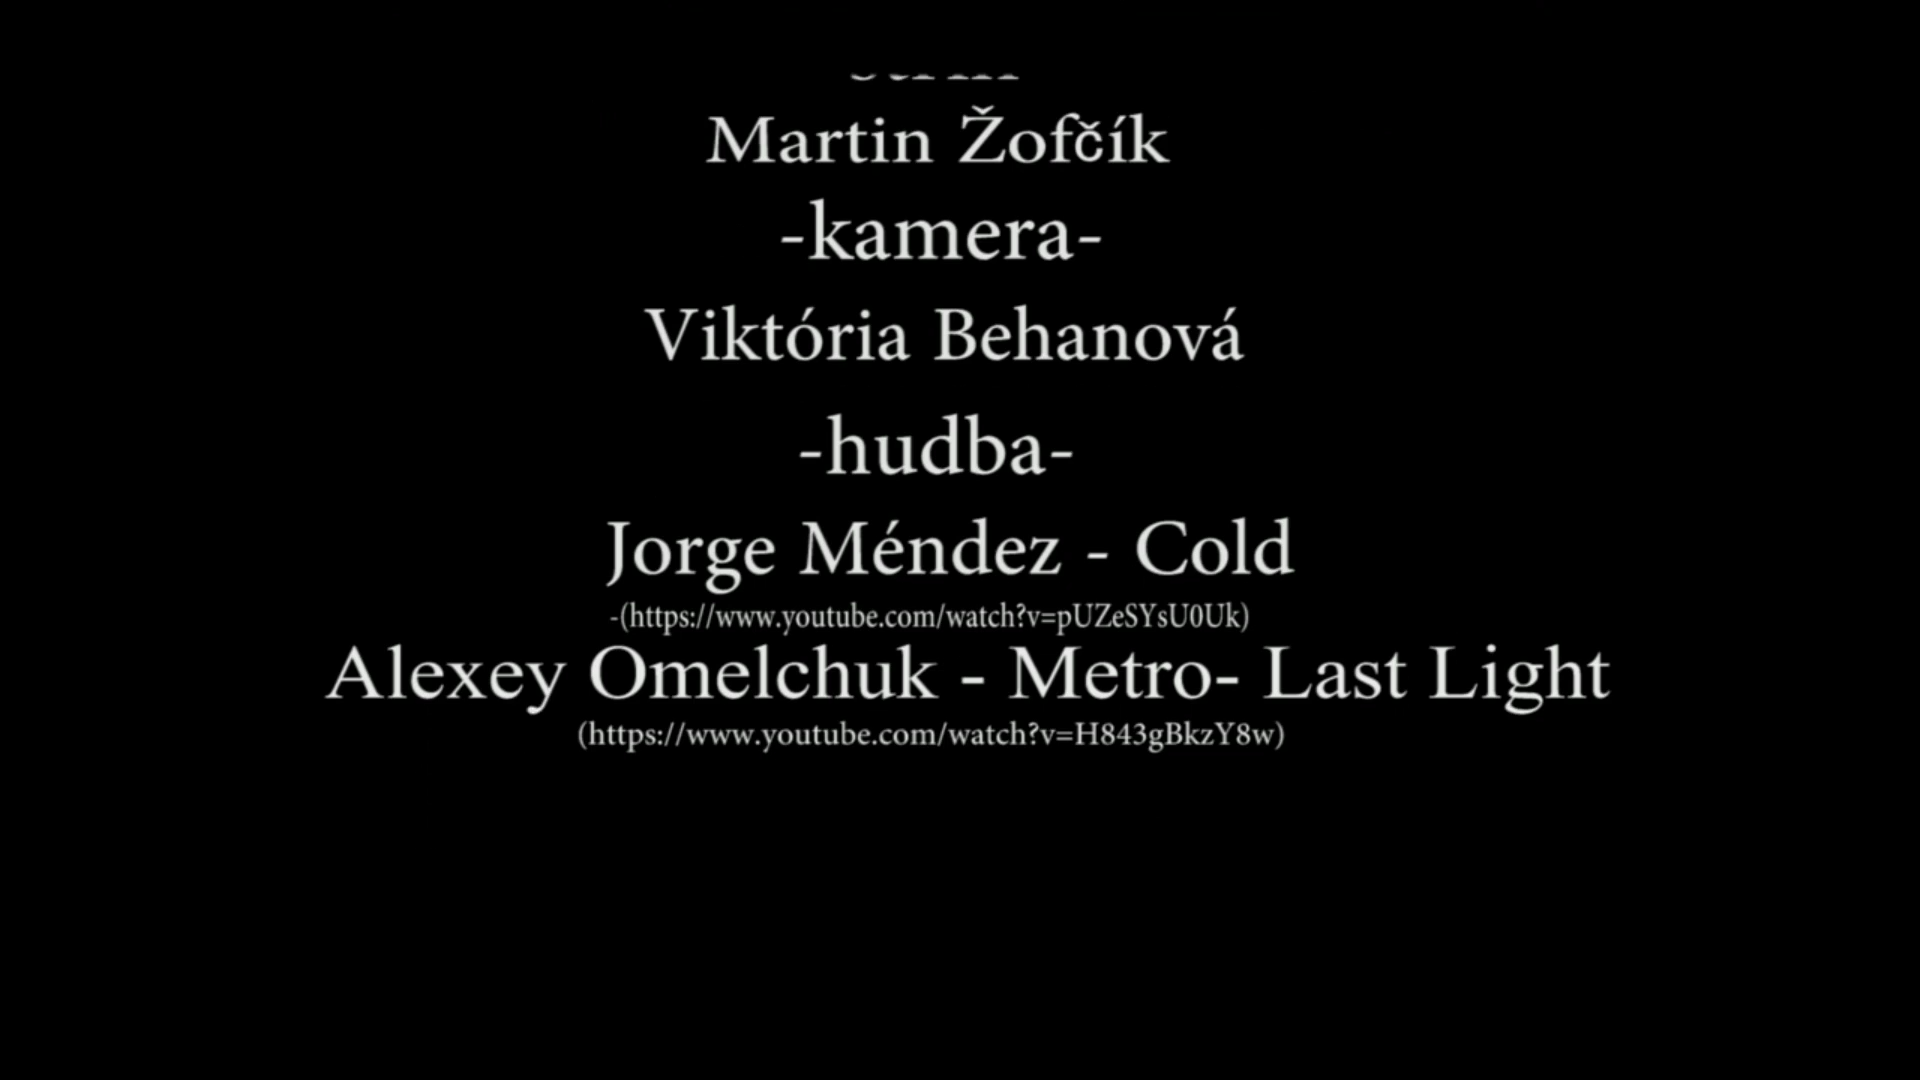 Martin Žofčík
-kamera-
Viktória Behanová
-hudba-
Jorge Méndez - Cold
-(https://www.youtube.com/watch?v=pUZeSYsU0Uk)
Alexey Omelchuk - Metro- Last Light
(https://www.youtube.com/watch?v=H843gBkzY8w)